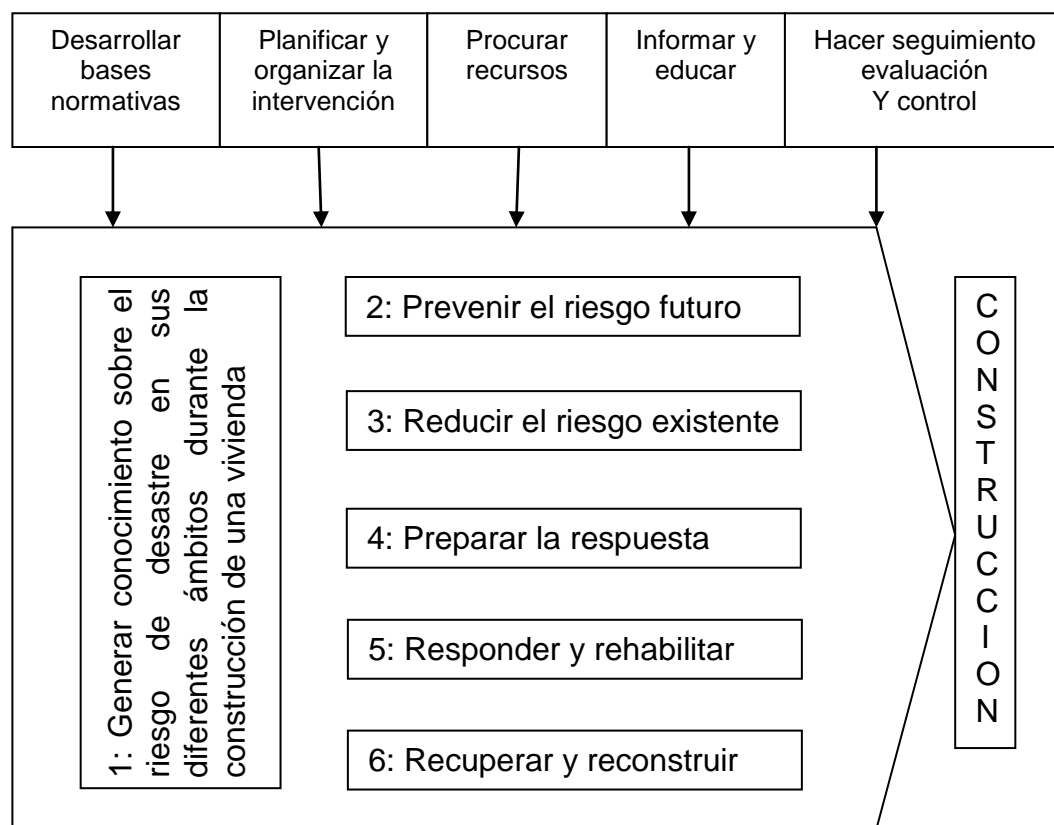 Desarrollar
bases
normativas
Planificar y
organizar la
intervención
Procurar
recursos
Informar y
educar
Hacer seguimiento
evaluación
Y control
1: Generar conocimiento sobre el
riesgo de desastre en sus
diferentes ámbitos durante la
construcción de una vivienda
2: Prevenir el riesgo futuro
3: Reducir el riesgo existente
4: Preparar la respuesta
5: Responder y rehabilitar
6: Recuperar y reconstruir
C
O
N
S
T
R
U
C
C
I
O
N